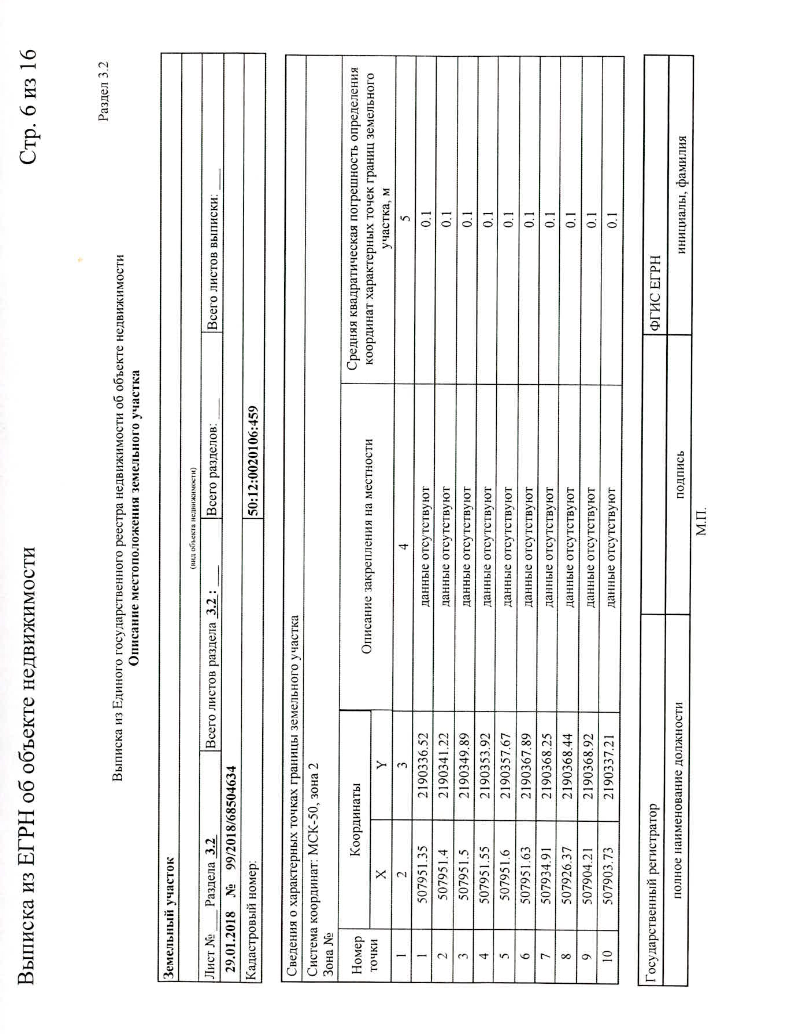 Выписки из ЕГРН об объекте недвижимости Стр. 6 из 16
Раздел 3.2
Выписка из Единого государственного реестра недвижимости об объекте недвижимости
Описание местоположения земельного участка
Земельный участок
(вид объекта недвижимости)
Лист № ___ Раздела 3.2 Всего листов раздела 3.2 : ___ Всего разделов: ___ Всего листов выписки: ___
29.01.2018 № 99/2018/68504634
Кадастровый номер: 50:12:0020106:459
Сведения о характерных точках границы земельного участка
Система координат: МСК-50, зона 2
Зона №
Номер точки Координаты Описание закрепления на местности Средняя квадратическая погрешность определения
координат характерных точек границ земельного
участка, м
X Y
1 2 3 4 5
1 507951.35 2190336.52 данные отсутствуют 0.1
2 507951.4 2190341.22 данные отсутствуют 0.1
3 507951.5 2190349.89 данные отсутствуют 0.1
4 507951.55 2190353.92 данные отсутствуют 0.1
5 507951.6 2190357.67 данные отсутствуют 0.1
6 507951.63 2190367.89 данные отсутствуют 0.1
7 507934.91 2190368.25 данные отсутствуют 0.1
8 507926.37 2190368.44 данные отсутствуют 0.1
9 507904.21 2190368.92 данные отсутствуют 0.1
10 507903.73 2190337.21 данные отсутствуют 0.1
Государственный регистратор ФГИС ЕГРН
полное наименование должности подпись инициалы, фамилия
М.П.